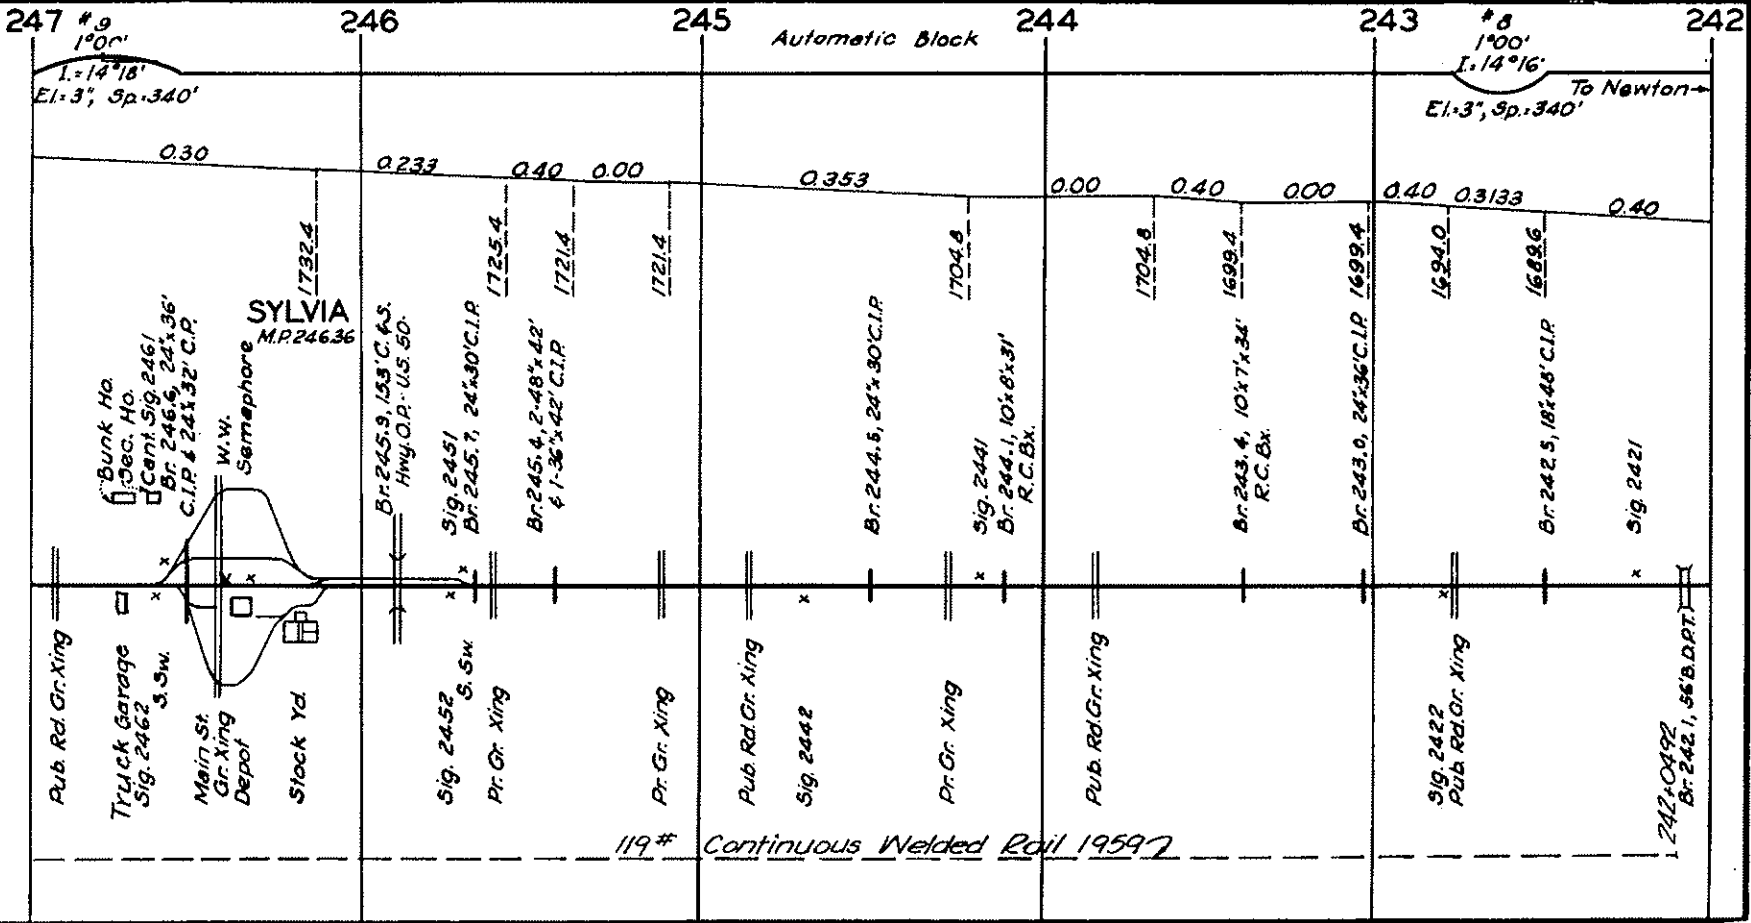 247 246 245 244 243 242
#9
1°00'
I.=14°18'
El.=3", Sp.=340'
Automatic Block
#8
1°00'
I.=14°16'
El.=3", Sp.=340'
To Newton→
0.30 0.233 0.40 0.00 0.353 0.00 0.40 0.00 0.40 0.3133 0.40
1732.4
1725.4
1721.4
1721.4
1704.8
1704.8
1699.4
1699.4
1694.0
1689.6
SYLVIA
M.P. 246.36
Bunk Ho.
Sec. Ho.
Cant. Sig. 2461
Br. 246.6, 24"x36'
C.I.P. & 24"x32' C.P.
W.W.
Semaphore
Br. 245.9, 153' C.&S.
Hwy. O.P. - U.S. 50.
Sig. 2451
Br. 245.7, 24"x30' C.I.P.
Br. 245.4, 2-48"x42'
& 1-36"x42' C.I.P.
Br. 244.5, 24"x30' C.I.P.
Sig. 2441
Br. 244.1, 10'x8'x31'
R.C. Bx.
Br. 243.4, 10'x7'x34'
R.C. Bx.
Br. 243.0, 24"x36' C.I.P.
Br. 242.5, 18"x48' C.I.P.
Sig. 2421
Pub. Rd. Gr. Xing
Truck Garage
Sig. 2462
S. Sw.
Main St.
Gr. Xing
Depot
Stock Yd.
Sig. 2452
S. Sw.
Pr. Gr. Xing
Pr. Gr. Xing
Pub. Rd. Gr. Xing
Sig. 2442
Pr. Gr. Xing
Pub. Rd. Gr. Xing
Sig. 2422
Pub. Rd. Gr. Xing
242+0492
Br. 242.1, 56' B.D.P.T.
119# Continuous Welded Rail 1959